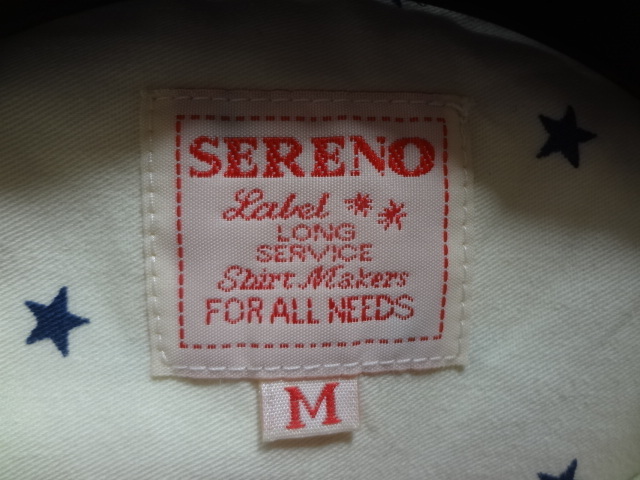 SERENO
Label **
LONG
SERVICE
Shirt Makers
FOR ALL NEEDS
M